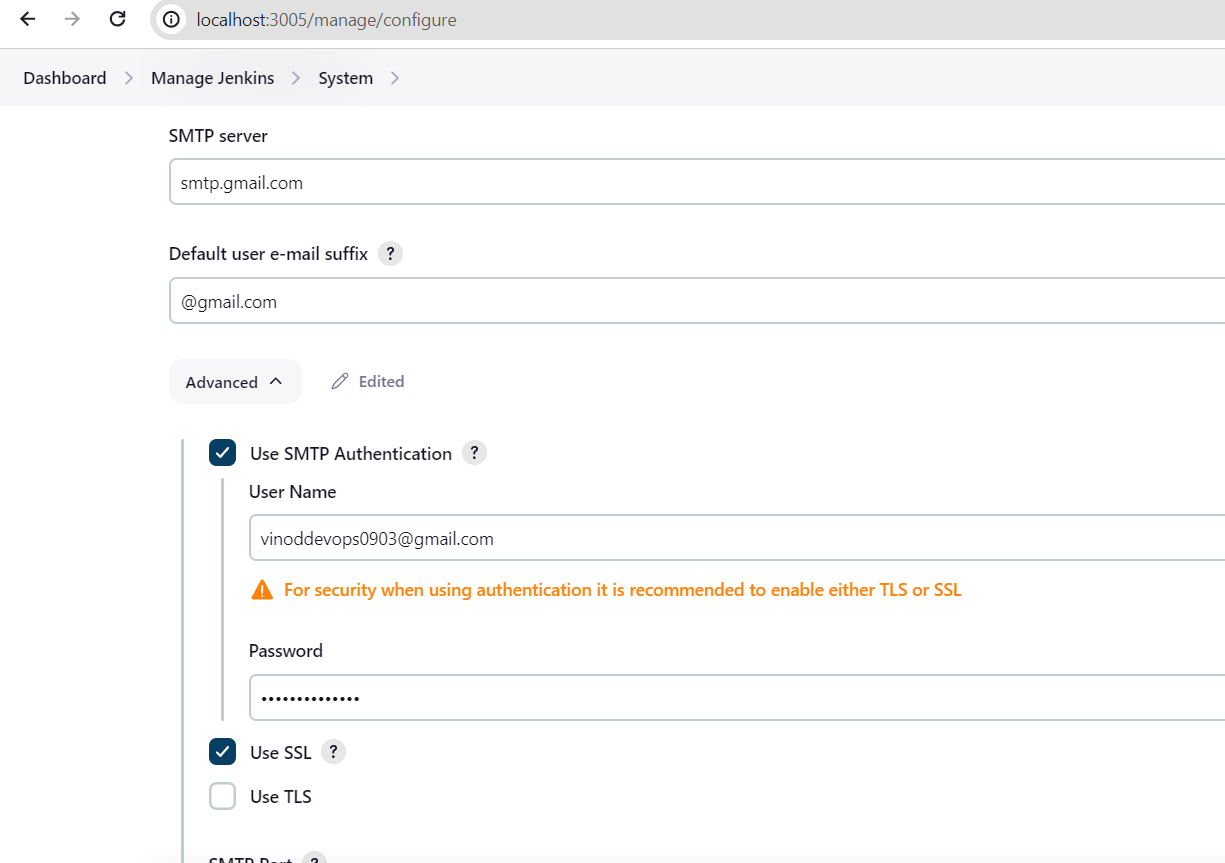 localhost:3005/manage/configure
Dashboard > Manage Jenkins > System >
SMTP server
smtp.gmail.com
Default user e-mail suffix ?
@gmail.com
Advanced Edited
Use SMTP Authentication ?
User Name
vinoddevops0903@gmail.com
For security when using authentication it is recommended to enable either TLS or SSL
Password
••••••••••••••
Use SSL ?
Use TLS
SMTP Port ?